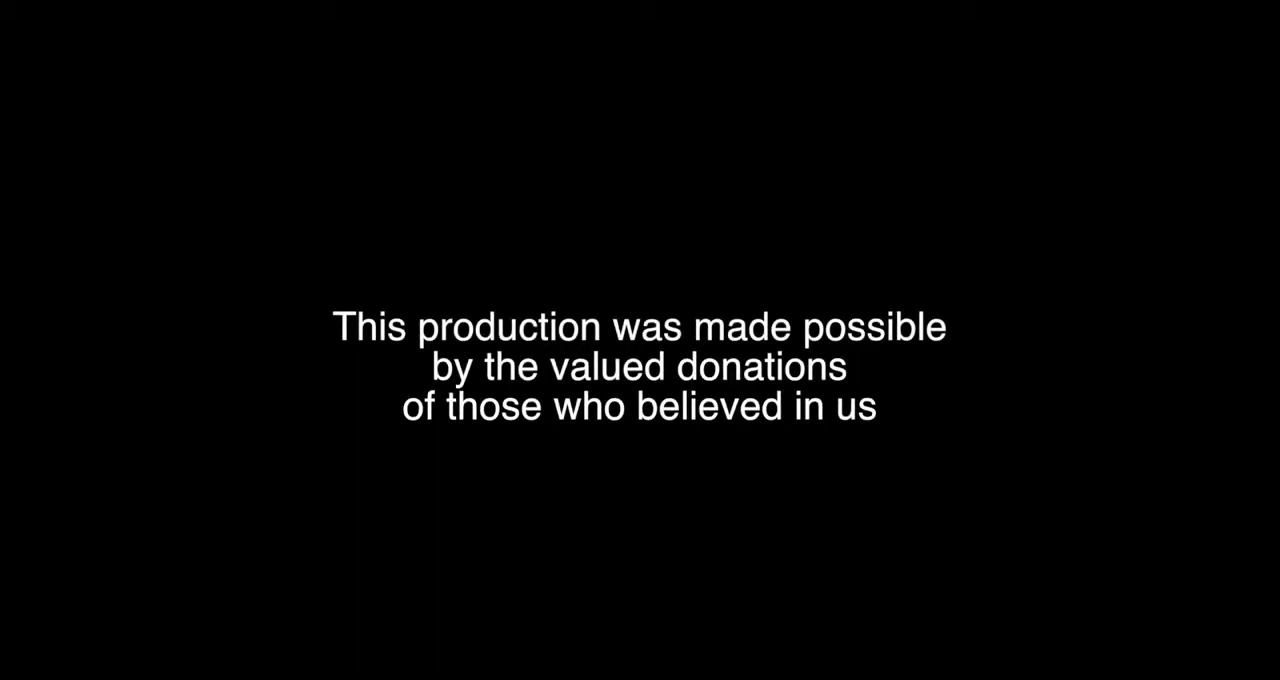 This production was made possible
by the valued donations
of those who believed in us